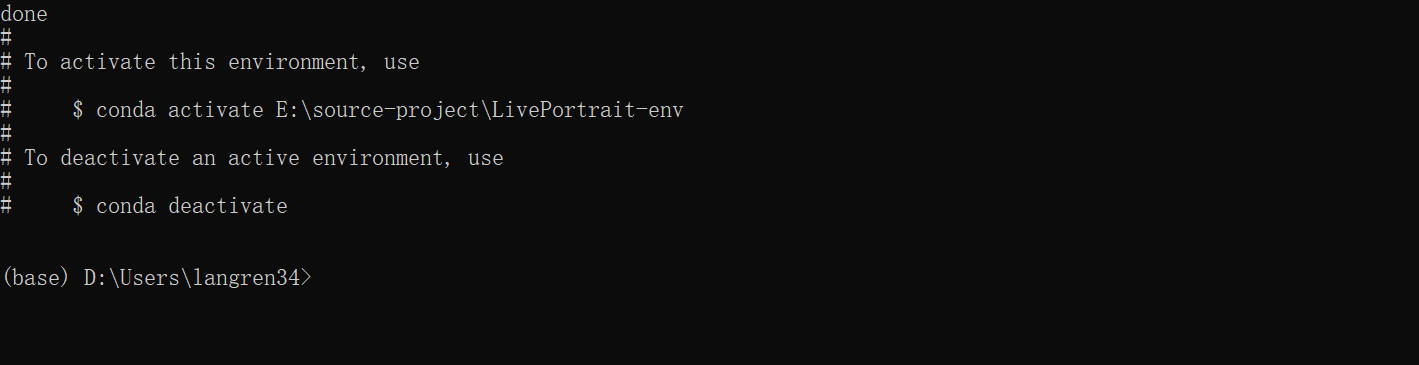 done
#
# To activate this environment, use
#
#     $ conda activate E:\source-project\LivePortrait-env
#
# To deactivate an active environment, use
#
#     $ conda deactivate
(base) D:\Users\langren34>